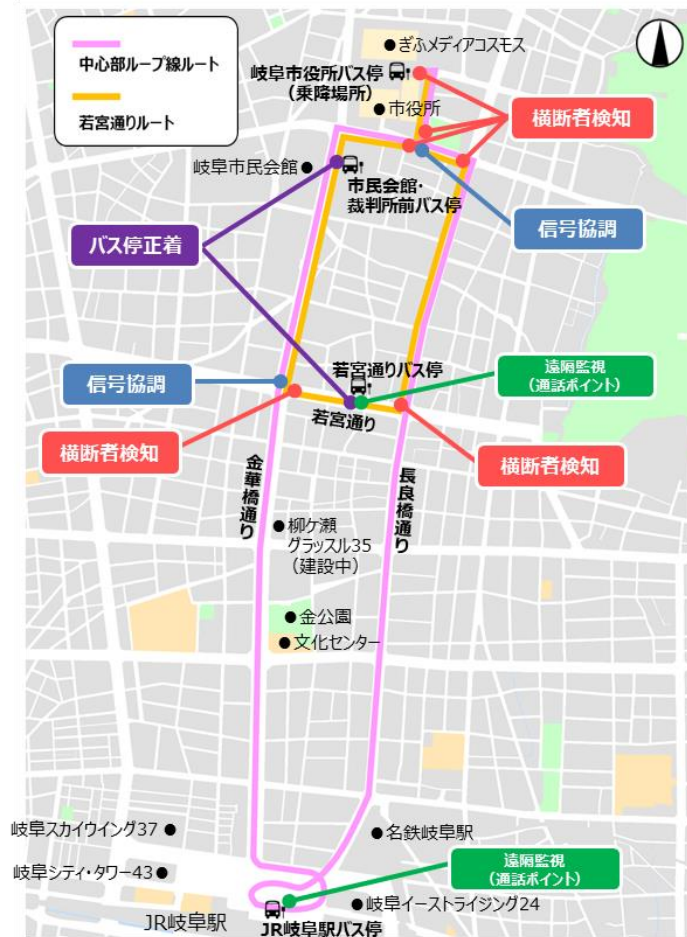 中心部ループ線ルート
若宮通りルート
ぎふメディアコスモス
岐阜市役所バス停
（乗降場所）
市役所
横断者検知
岐阜市民会館
市民会館・
裁判所前バス停
信号協調
バス停正着
若宮通りバス停
遠隔監視
（通話ポイント）
信号協調
若宮通り
横断者検知
横断者検知
金華橋通り
長良橋通り
柳ケ瀬
グラッスル35
（建設中）
金公園
文化センター
岐阜スカイウイング37
名鉄岐阜駅
岐阜シティ・タワー43
遠隔監視
（通話ポイント）
JR岐阜駅
JR岐阜駅バス停
岐阜イーストライジング24